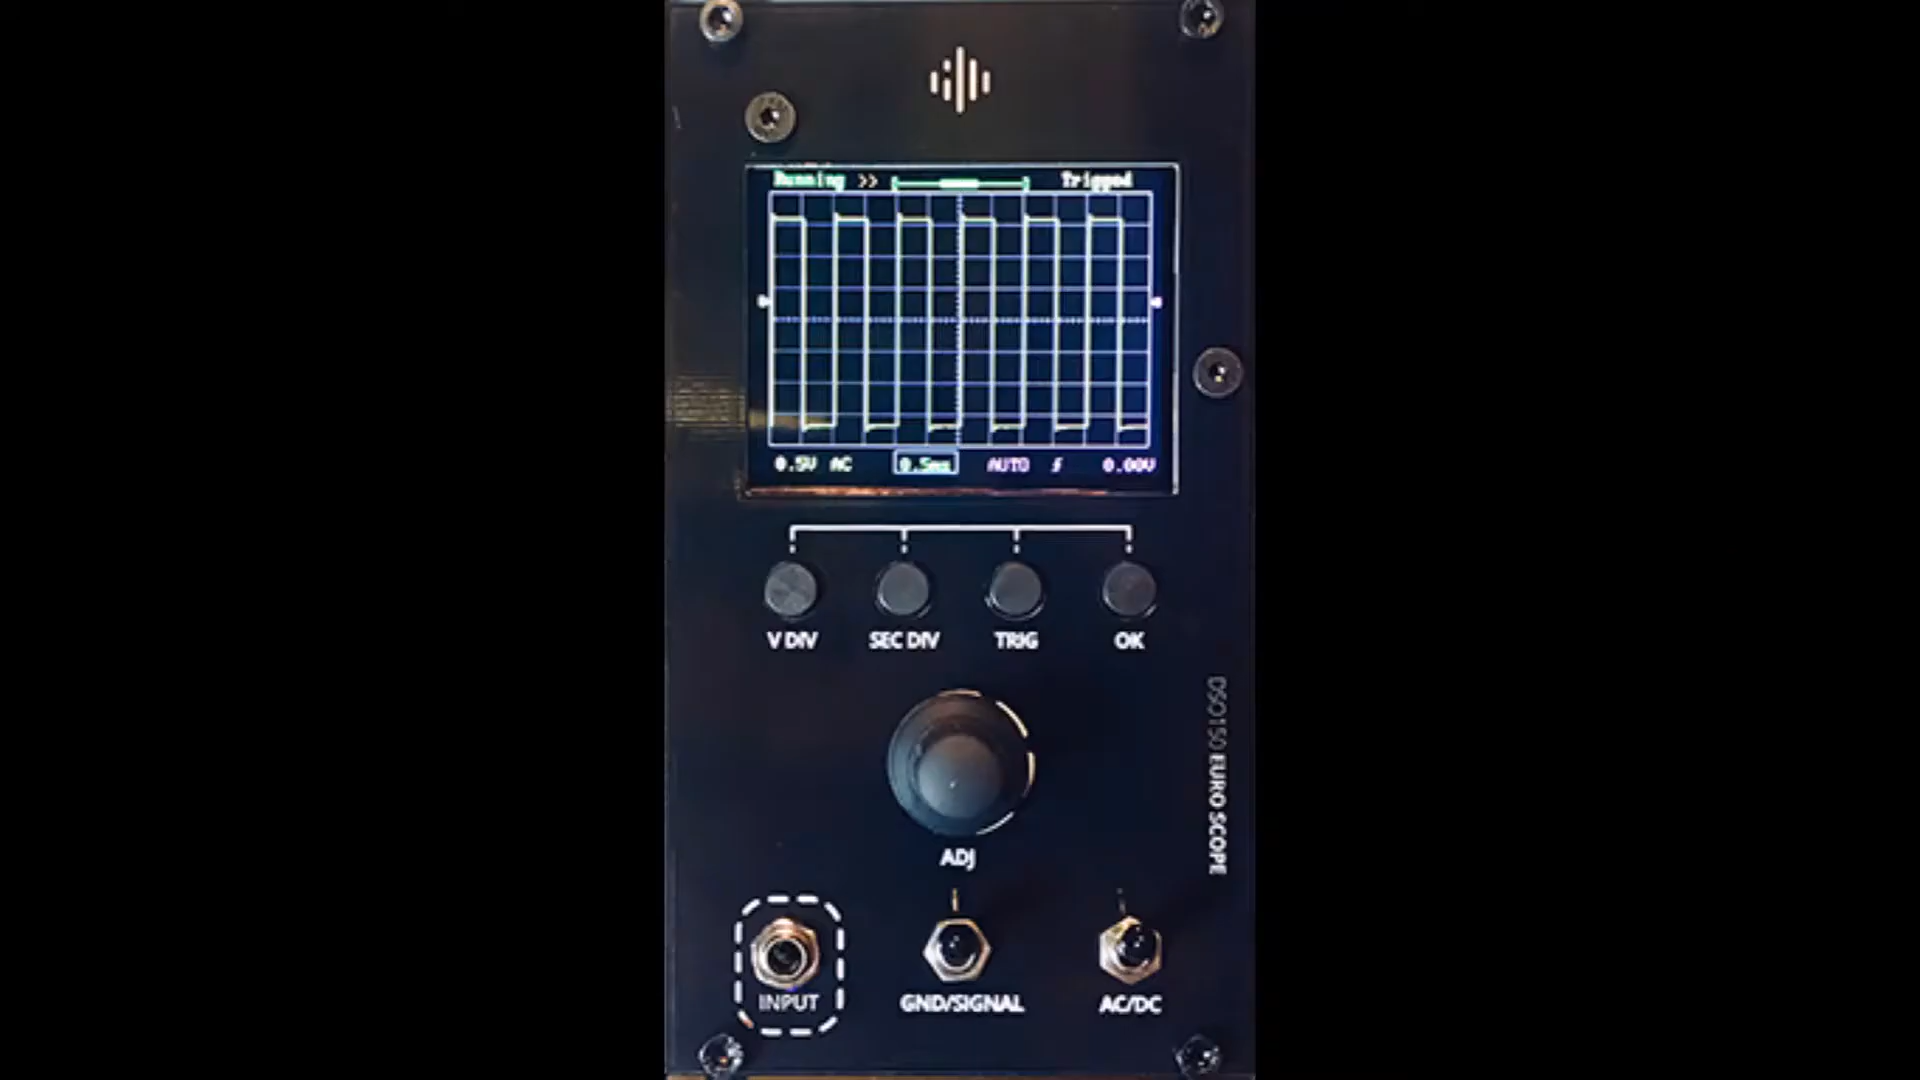 Running >> Trigged
0.5V AC 0.5ms AUTO 0.00V
V DIV SEC DIV TRIG OK
ADJ
DSO150 EURO SCOPE
INPUT GND/SIGNAL AC/DC